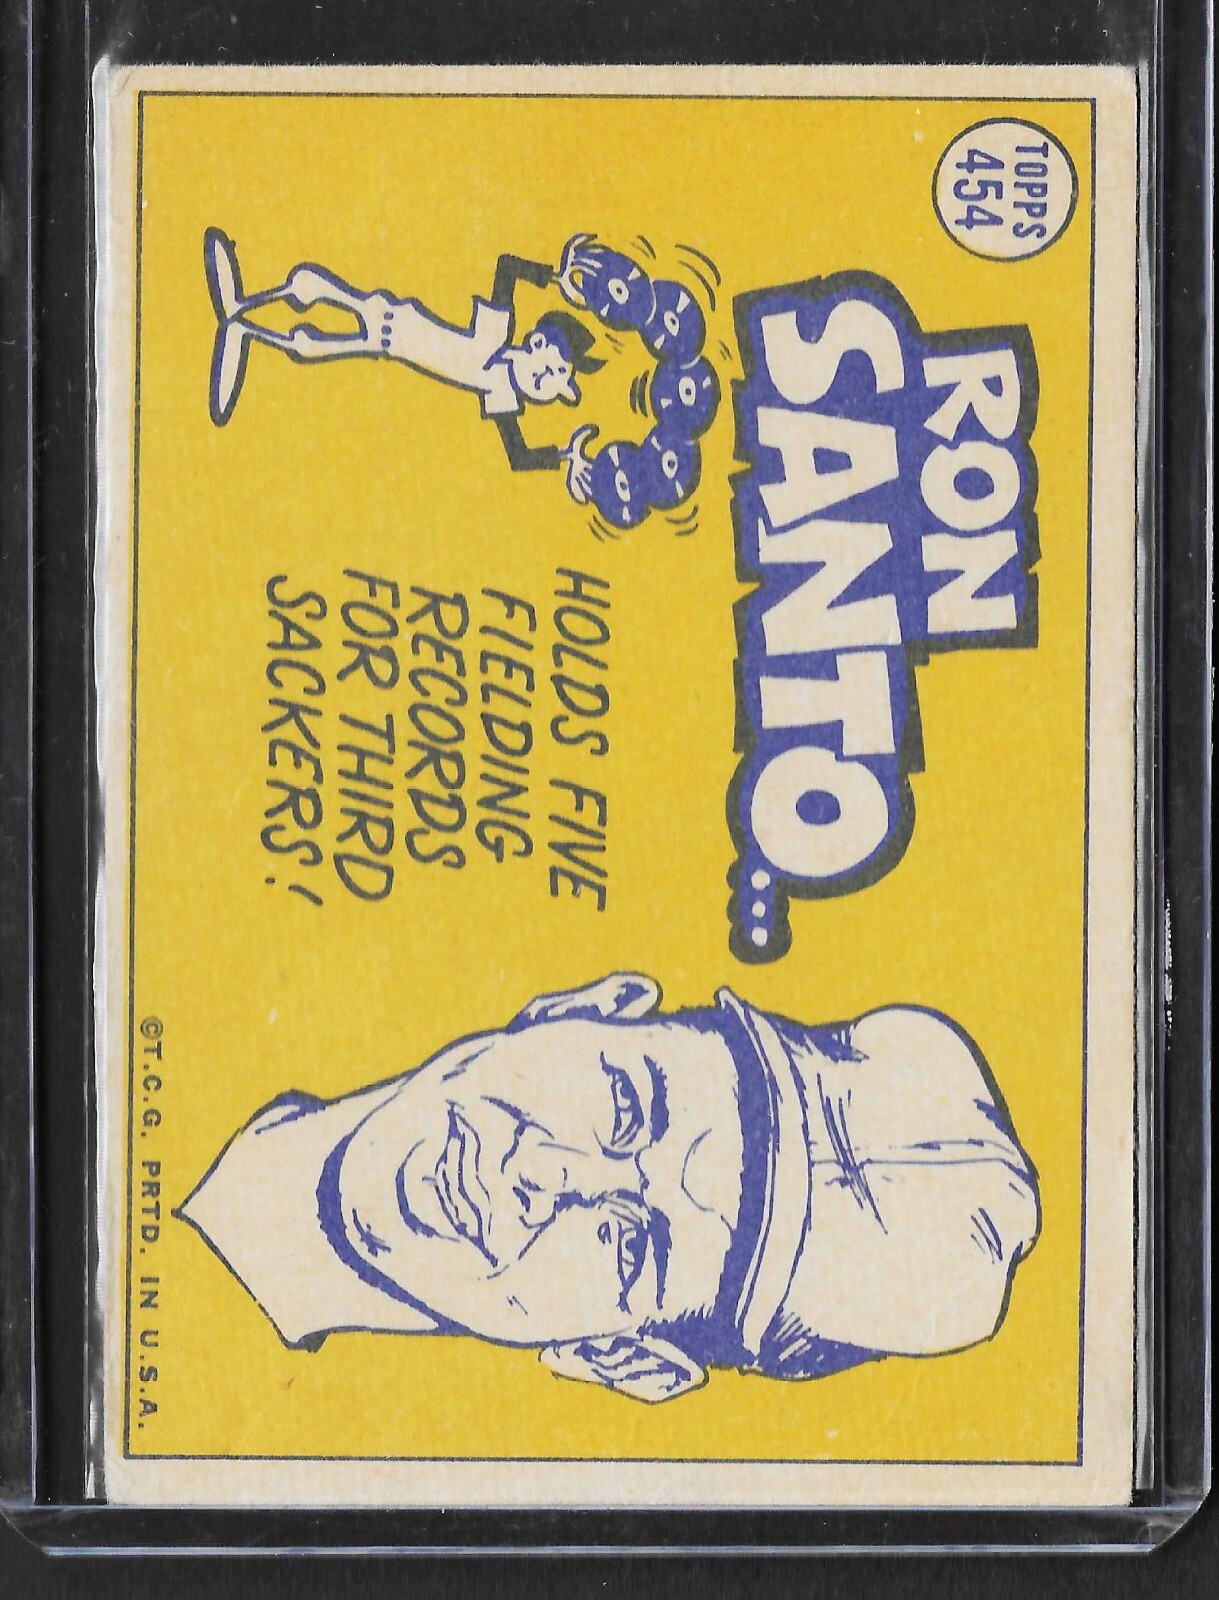 TOPPS
454
RON
SANTO...
HOLDS FIVE
FIELDING
RECORDS
FOR THIRD
SACKERS!
©T.C.G. PRTD. IN U.S.A.